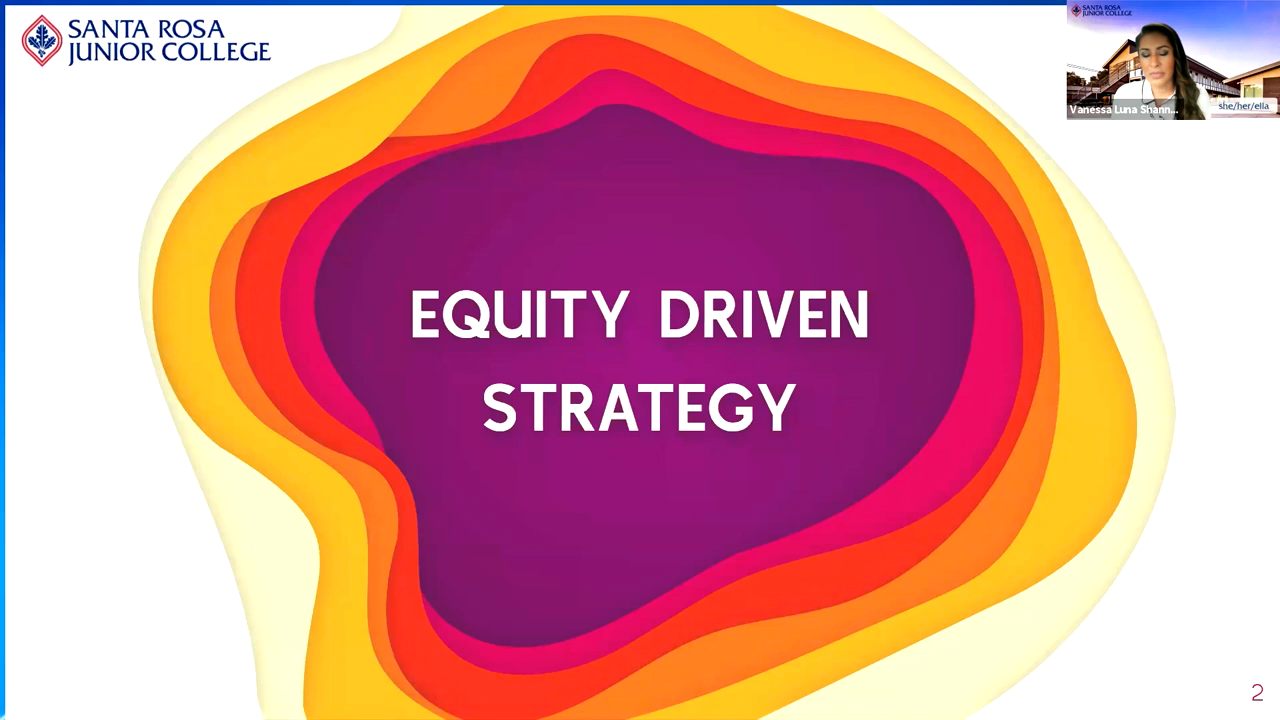 SANTA ROSA
JUNIOR COLLEGE
SANTA ROSA
JUNIOR COLLEGE
Vanessa Luna Shann...
she/her/ella
EQUITY DRIVEN
STRATEGY
2